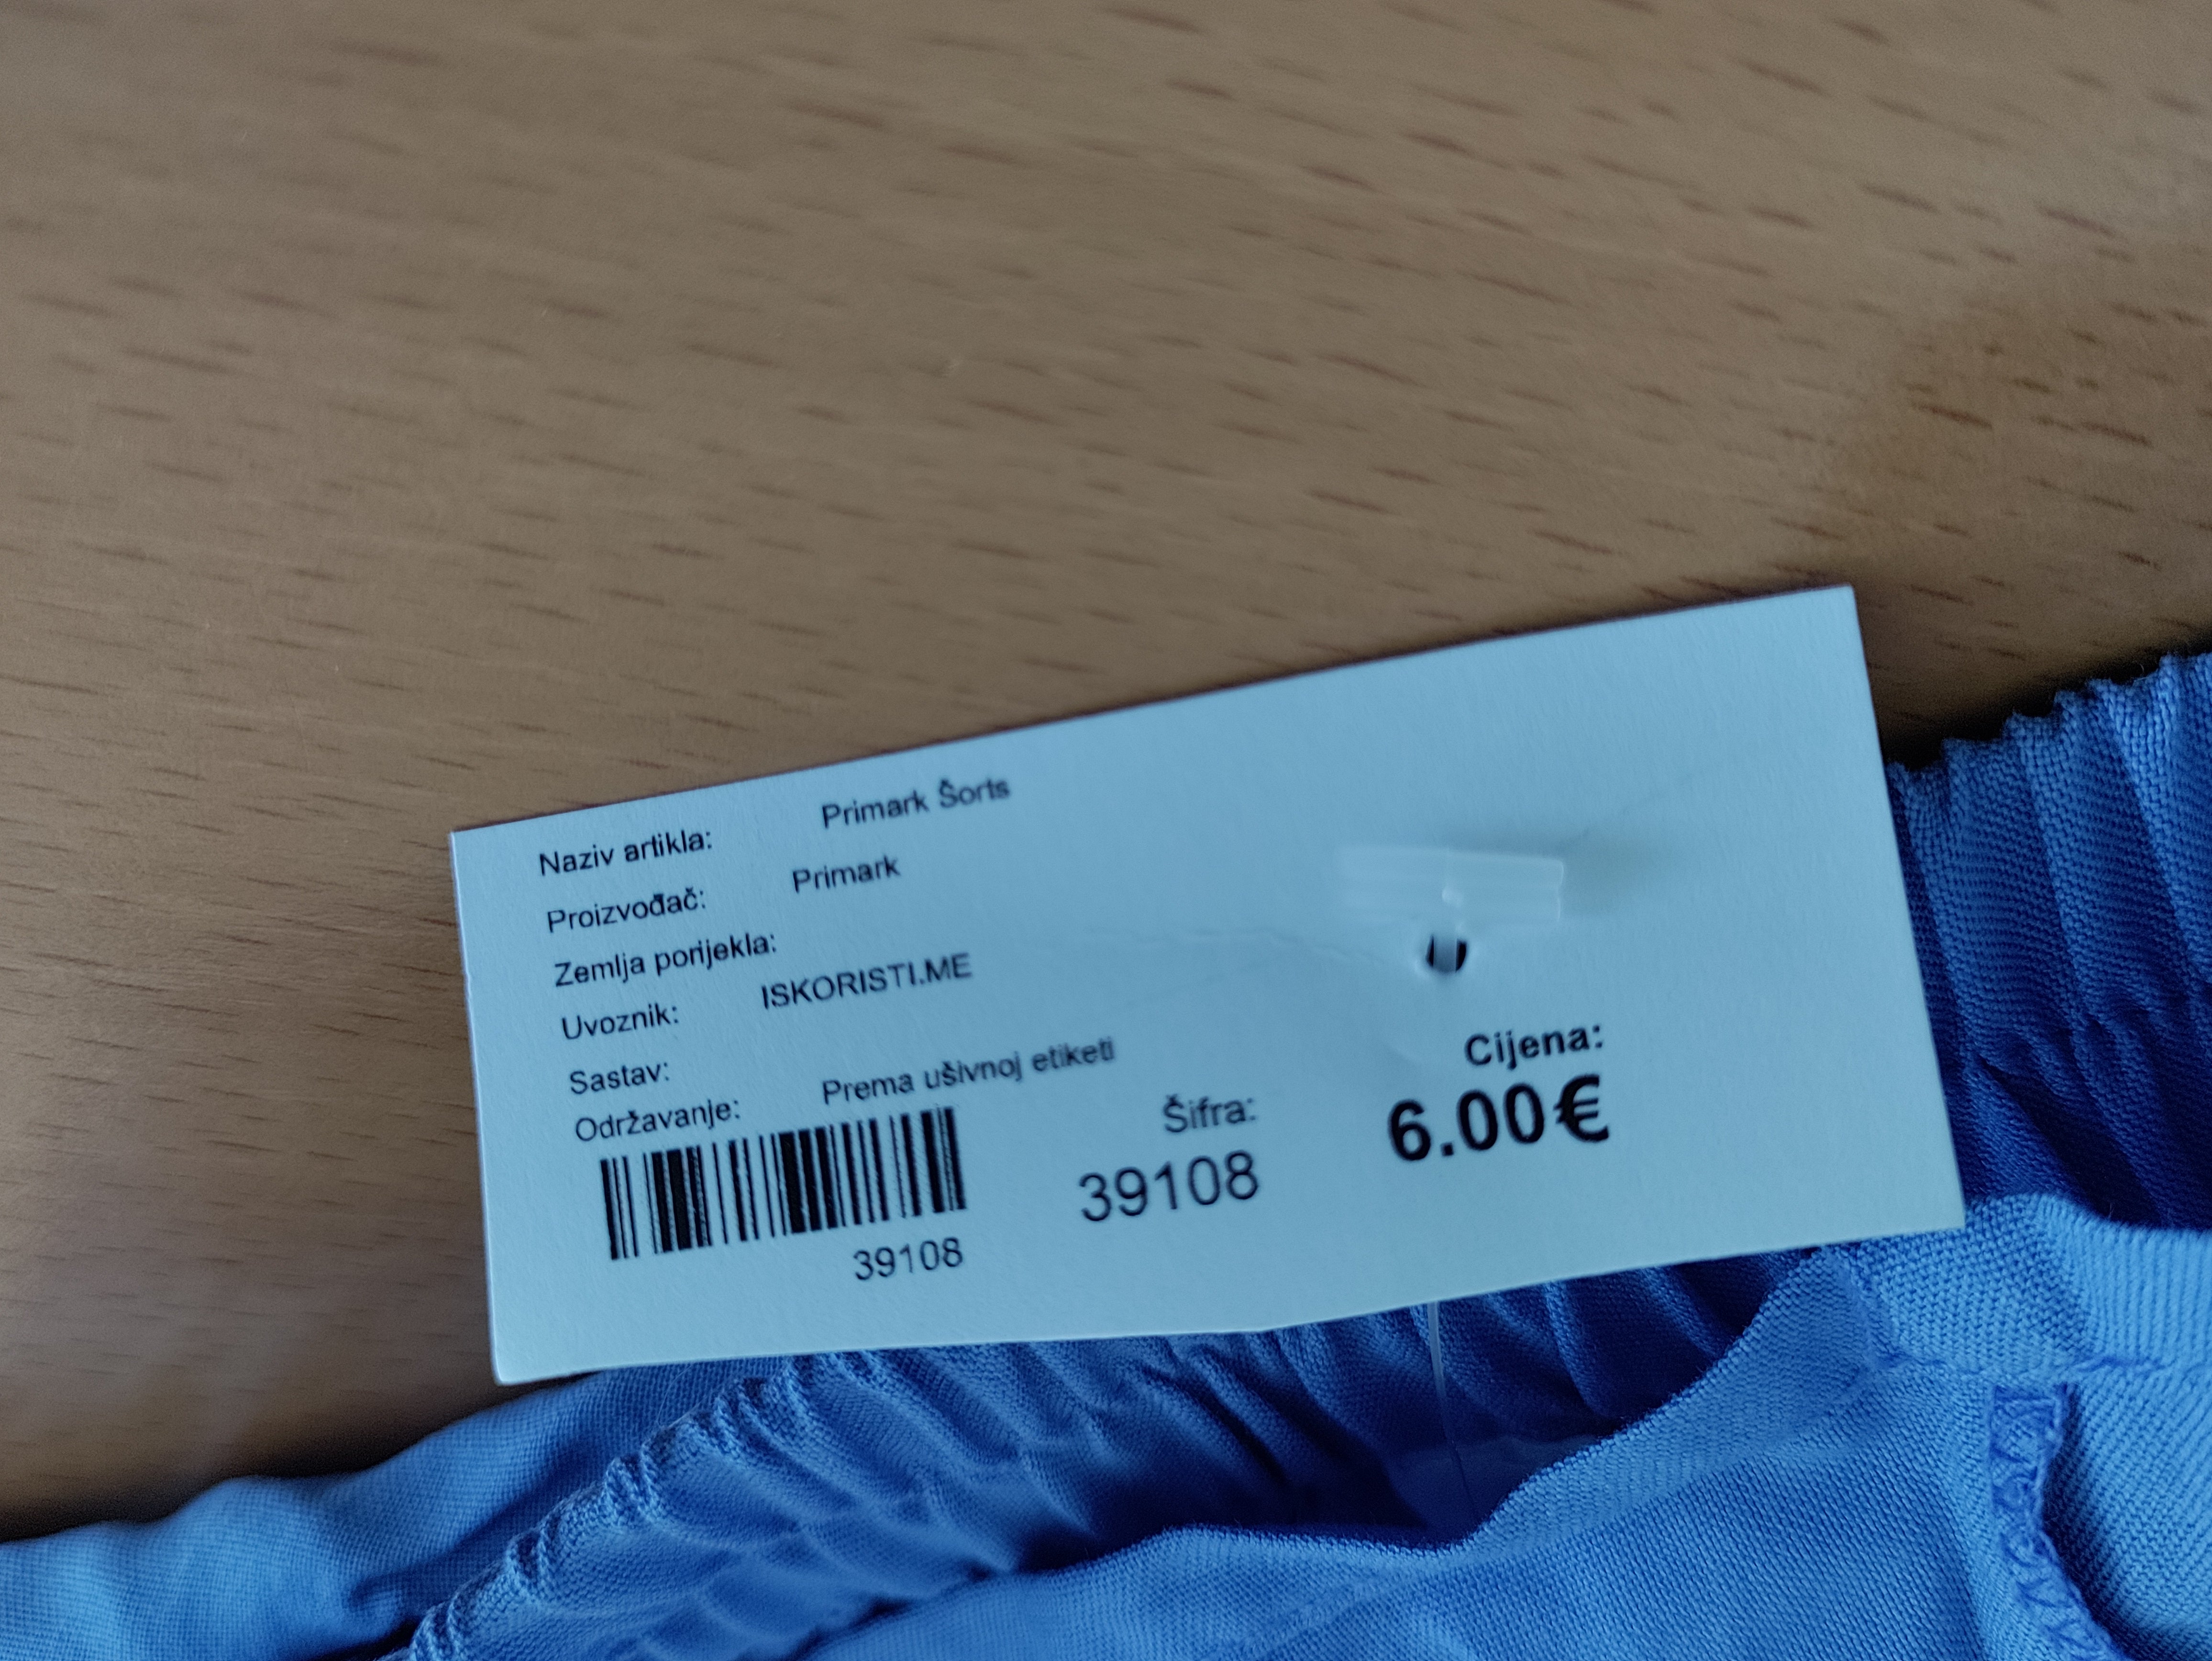 Naziv artikla: Primark Šorts
Proizvođač: Primark
Zemlja porijekla:
Uvoznik: ISKORISTI.ME
Sastav:
Održavanje: Prema ušivnoj etiketi
39108
Šifra:
39108
Cijena:
6.00€